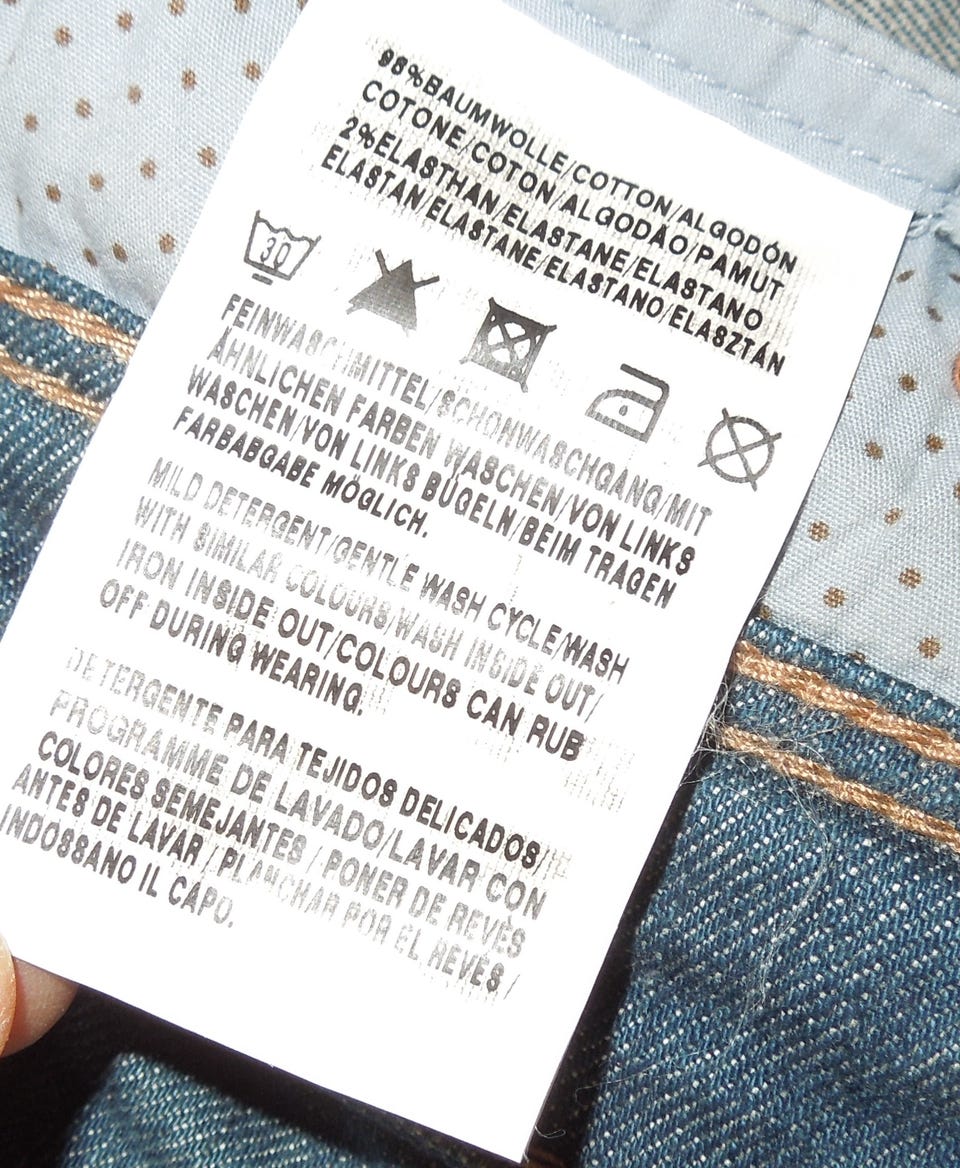 98%BAUMWOLLE/COTTON/ALGODÓN
COTONE/COTON/ALGODÃO/PAMUT
2%ELASTHAN/ELASTANE/ELASTANO
ELASTAN/ELASTANE/ELASTANO/ELASZTÁN
30
FEINWASCHMITTEL/SCHONWASCHGANG/MIT
ÄHNLICHEN FARBEN WASCHEN/VON LINKS
WASCHEN/VON LINKS BÜGELN/BEIM TRAGEN
FARBABGABE MÖGLICH.
MILD DETERGENT/GENTLE WASH CYCLE/WASH
WITH SIMILAR COLOURS/WASH INSIDE OUT/
IRON INSIDE OUT/COLOURS CAN RUB
OFF DURING WEARING.
DETERGENTE PARA TEJIDOS DELICADOS/
PROGRAMME DE LAVADO/LAVAR CON
COLORES SEMEJANTES / PONER DE REVÉS
ANTES DE LAVAR / PLANCHAR POR EL REVÉS /
INDOSSANO IL CAPO.